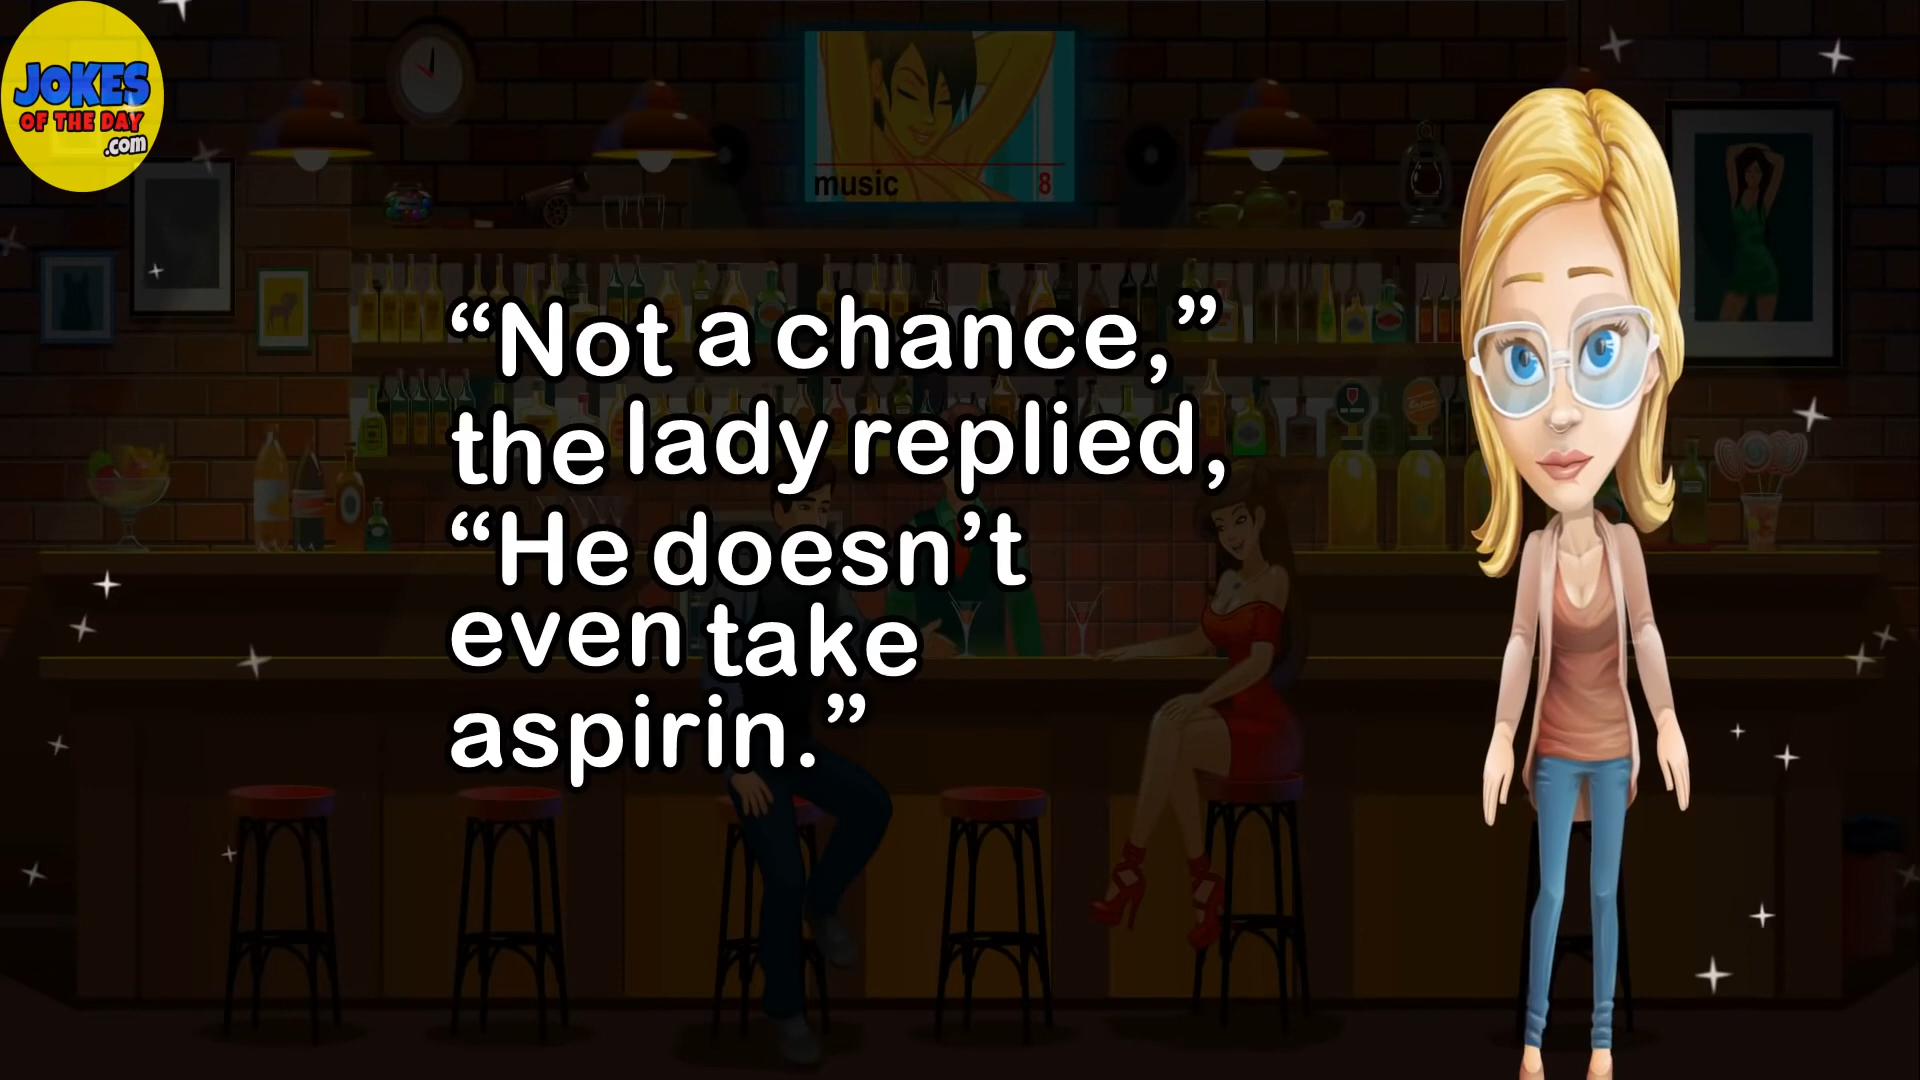 JOKES
OF THE DAY
.com
music 8
“Not a chance,”
the lady replied,
“He doesn’t
even take
aspirin.”